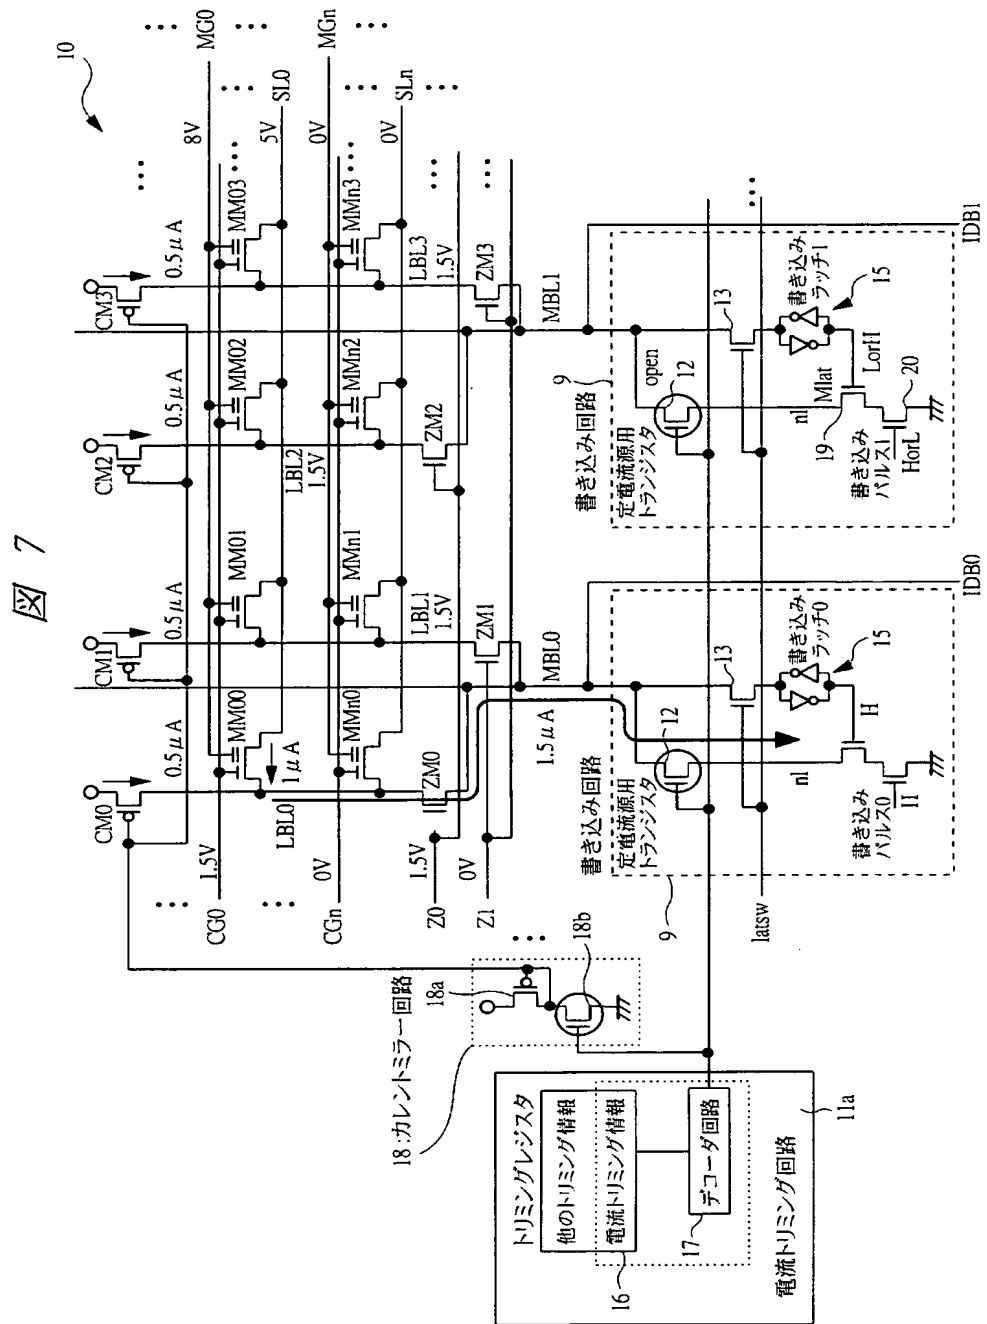 図 7
10
CM0
CM1
CM2
CM3
0.5μA
0.5μA
0.5μA
0.5μA
8V
MG0
1.5V
CG0
MM00
MM01
MM02
MM03
1μA
5V
SL0
0V
MGn
0V
CGn
MMn0
MMn1
MMn2
MMn3
0V
SLn
LBL0
LBL1
1.5V
LBL2
1.5V
LBL3
1.5V
Z0
1.5V
Z1
0V
ZM0
ZM1
ZM2
ZM3
MBL0
MBL1
1.5μA
18:カレントミラー回路
18a
18b
トリミングレジスタ
他のトリミング情報
電流トリミング情報
16
デコーダ回路
17
電流トリミング回路
11a
latsw
9
書き込み回路
定電流源用
トランジスタ
12
13
書き込み
ラッチ0
15
H
nl
書き込み
パルス0
H
IDB0
9
書き込み回路
定電流源用
トランジスタ
open
12
13
書き込み
ラッチ1
15
LorH
Mlat
nl
19
書き込み
パルス1
HorL
20
IDB1